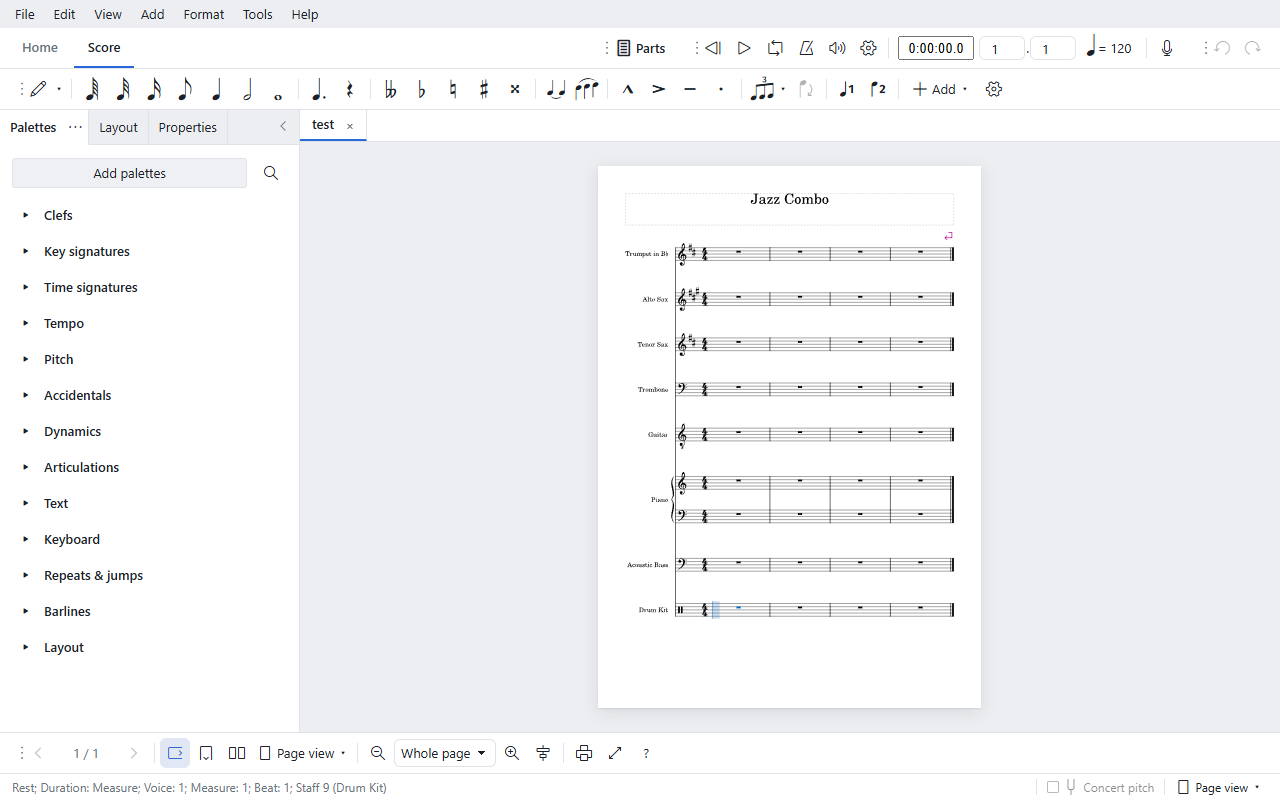 File Edit View Add Format Tools Help
Home Score Parts 0:00:00.0 1 . 1 = 120
3 1 2 Add
Palettes Layout Properties test
Add palettes
Clefs
Key signatures
Time signatures
Tempo
Pitch
Accidentals
Dynamics
Articulations
Text
Keyboard
Repeats & jumps
Barlines
Layout
Jazz Combo
Trumpet in B♭
Alto Sax
Tenor Sax
Trombone
Guitar
Piano
Acoustic Bass
Drum Kit
1 / 1 Page view Whole page ?
Rest; Duration: Measure; Voice: 1; Measure: 1; Beat: 1; Staff 9 (Drum Kit) Concert pitch Page view